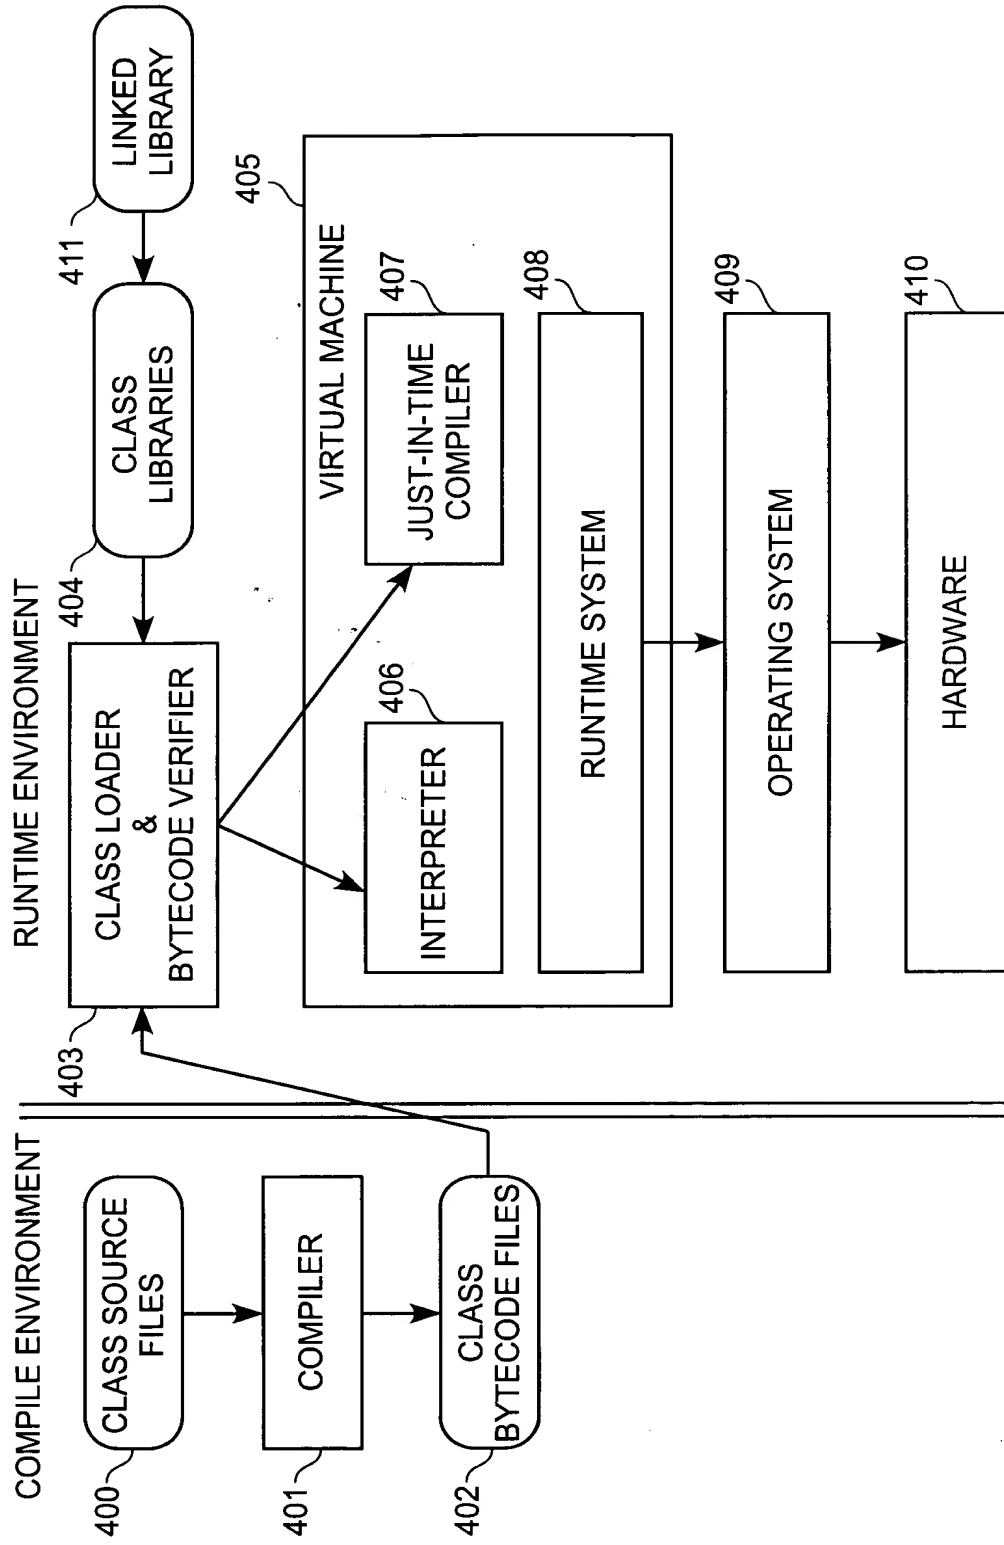 COMPILE ENVIRONMENT
400
CLASS SOURCE
FILES
401
COMPILER
402
CLASS
BYTECODE FILES
RUNTIME ENVIRONMENT
403
CLASS LOADER
&
BYTECODE VERIFIER
404
CLASS
LIBRARIES
411
LINKED
LIBRARY
405
VIRTUAL MACHINE
406
INTERPRETER
407
JUST-IN-TIME
COMPILER
408
RUNTIME SYSTEM
409
OPERATING SYSTEM
410
HARDWARE